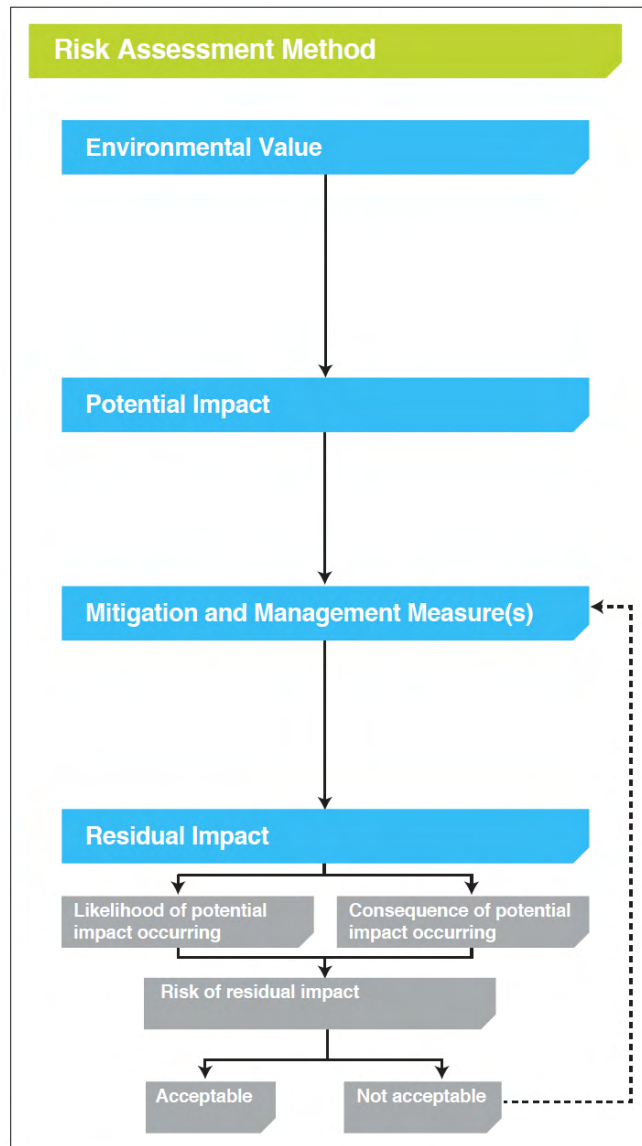 Risk Assessment Method
Environmental Value
Potential Impact
Mitigation and Management Measure(s)
Residual Impact
Likelihood of potential
impact occurring
Consequence of potential
impact occurring
Risk of residual impact
Acceptable
Not acceptable